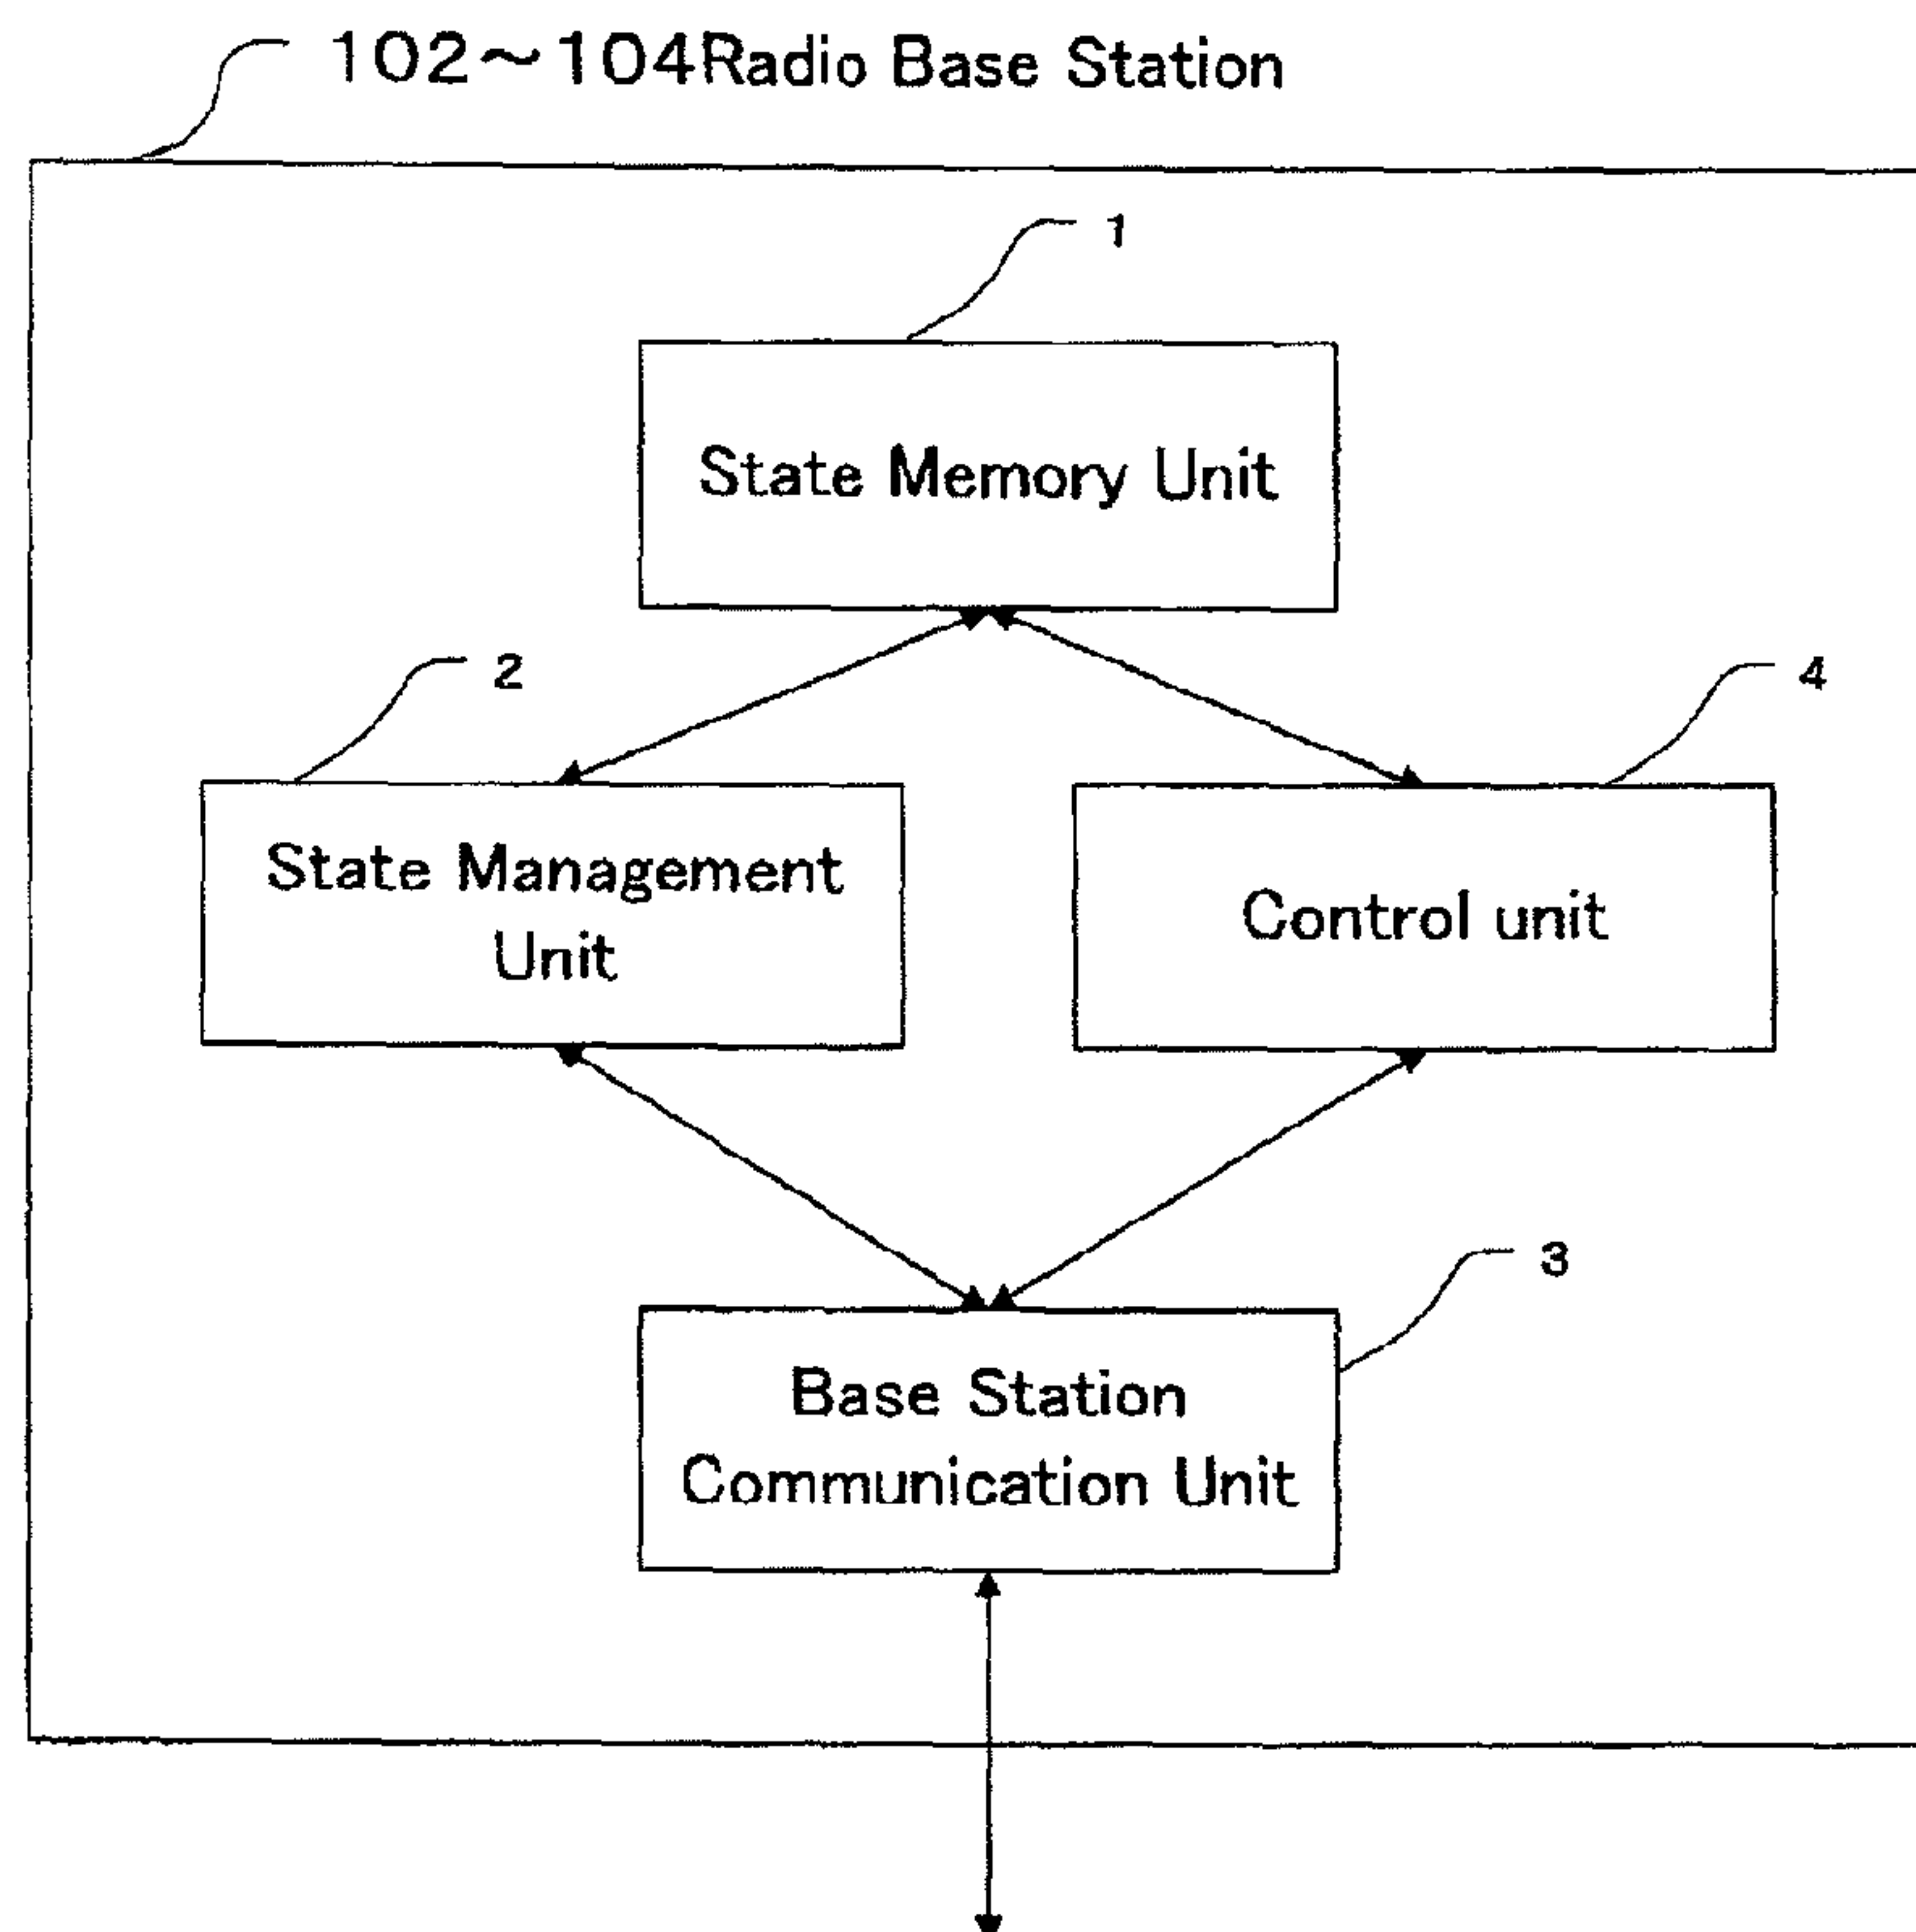 102～104Radio Base Station
1
State Memory Unit
2
4
State Management
Unit
Control unit
3
Base Station
Communication Unit